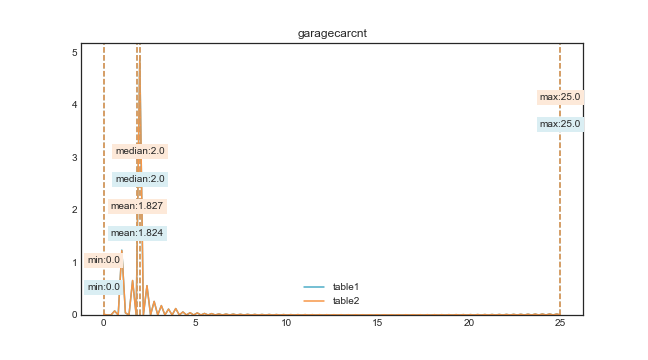 garagecarcnt
5
4
3
2
1
0
max:25.0
max:25.0
median:2.0
median:2.0
mean:1.827
mean:1.824
min:0.0
min:0.0
table1
table2
0 5 10 15 20 25